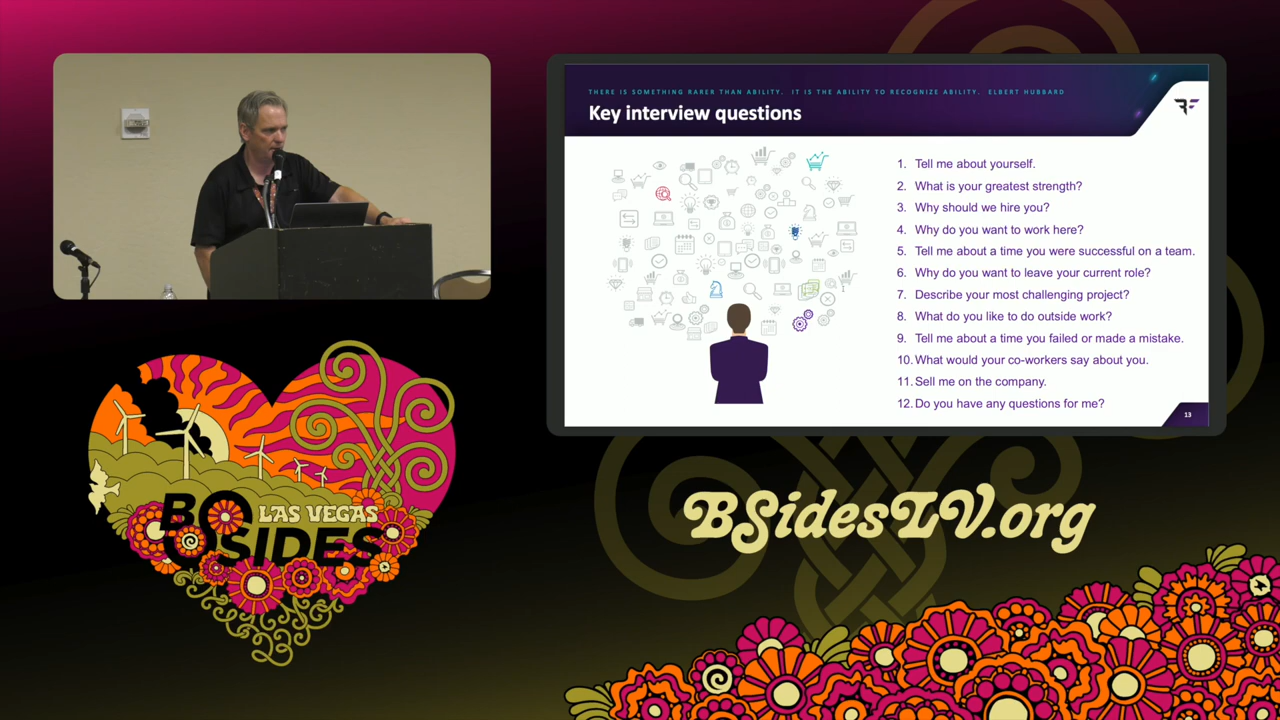 THERE IS SOMETHING RARER THAN ABILITY. IT IS THE ABILITY TO RECOGNIZE ABILITY. ELBERT HUBBARD
Key interview questions
1. Tell me about yourself.
2. What is your greatest strength?
3. Why should we hire you?
4. Why do you want to work here?
5. Tell me about a time you were successful on a team.
6. Why do you want to leave your current role?
7. Describe your most challenging project?
8. What do you like to do outside work?
9. Tell me about a time you failed or made a mistake.
10. What would your co-workers say about you.
11. Sell me on the company.
12. Do you have any questions for me?
13
BSIDES
LAS VEGAS
23
BSidesLV.org